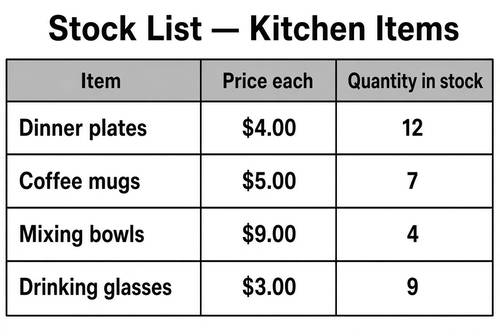 Stock List — Kitchen Items
Item Price each Quantity in stock
Dinner plates $4.00 12
Coffee mugs $5.00 7
Mixing bowls $9.00 4
Drinking glasses $3.00 9